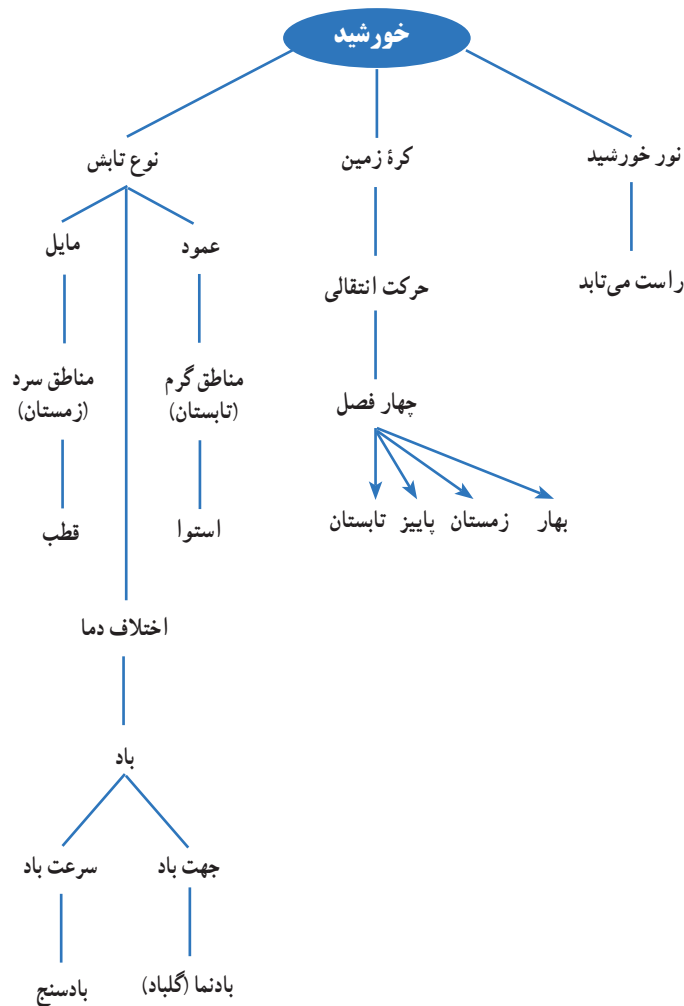 خورشید
نور خورشید
کرهٔ زمین
نوع تابش
عمود
مایل
راست می‌تابد
حرکت انتقالی
مناطق گرم
(تابستان)
مناطق سرد
(زمستان)
چهار فصل
بهار
زمستان
پاییز
تابستان
استوا
قطب
اختلاف دما
باد
جهت باد
سرعت باد
بادنما (گلباد)
بادسنج